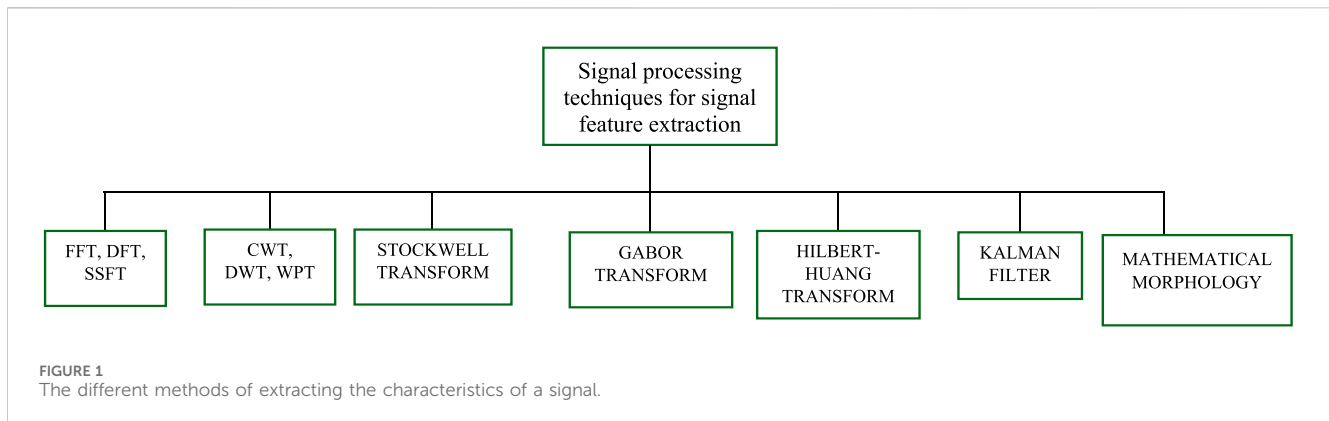 Signal processing
techniques for signal
feature extraction
FFT, DFT,
SSFT
CWT,
DWT, WPT
STOCKWELL
TRANSFORM
GABOR
TRANSFORM
HILBERT-
HUANG
TRANSFORM
KALMAN
FILTER
MATHEMATICAL
MORPHOLOGY
FIGURE 1
The different methods of extracting the characteristics of a signal.